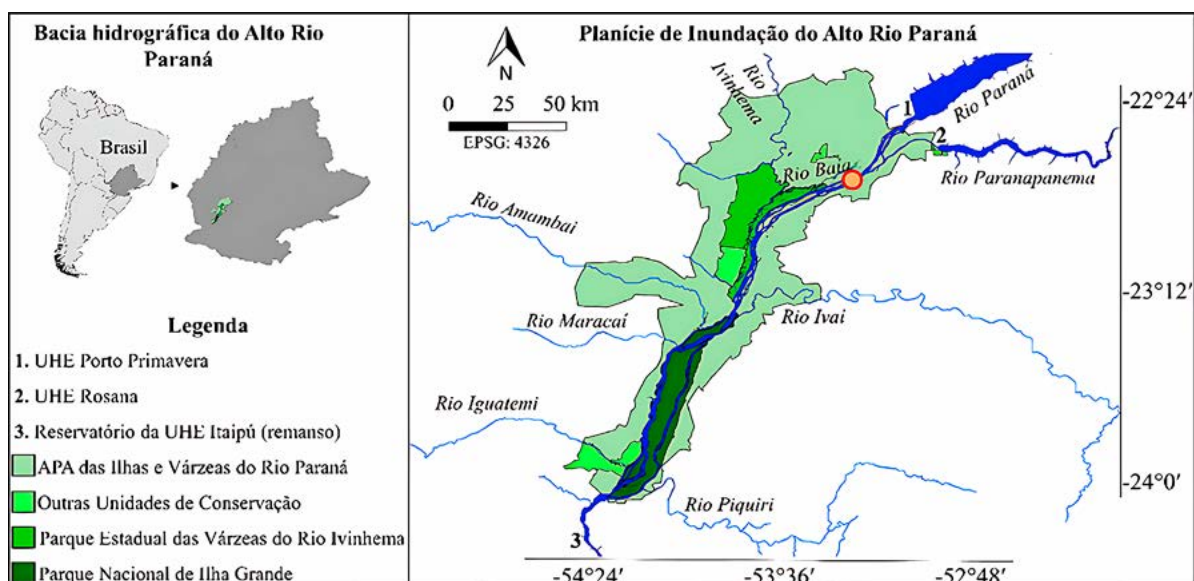 Bacia hidrográfica do Alto Rio
Paraná
Brasil
Legenda
1. UHE Porto Primavera
2. UHE Rosana
3. Reservatório da UHE Itaipú (remanso)
APA das Ilhas e Várzeas do Rio Paraná
Outras Unidades de Conservação
Parque Estadual das Várzeas do Rio Ivinhema
Parque Nacional de Ilha Grande
Planície de Inundação do Alto Rio Paraná
N
0 25 50 km
EPSG: 4326
Rio
Ivinhema
1
Rio Paraná
2
Rio Baia
Rio Paranapanema
Rio Amambai
Rio Maracaí
Rio Ivai
Rio Iguatemi
Rio Piquiri
3
-22°24′
-23°12′
-24°0′
-54°24′
-53°36′
-52°48′